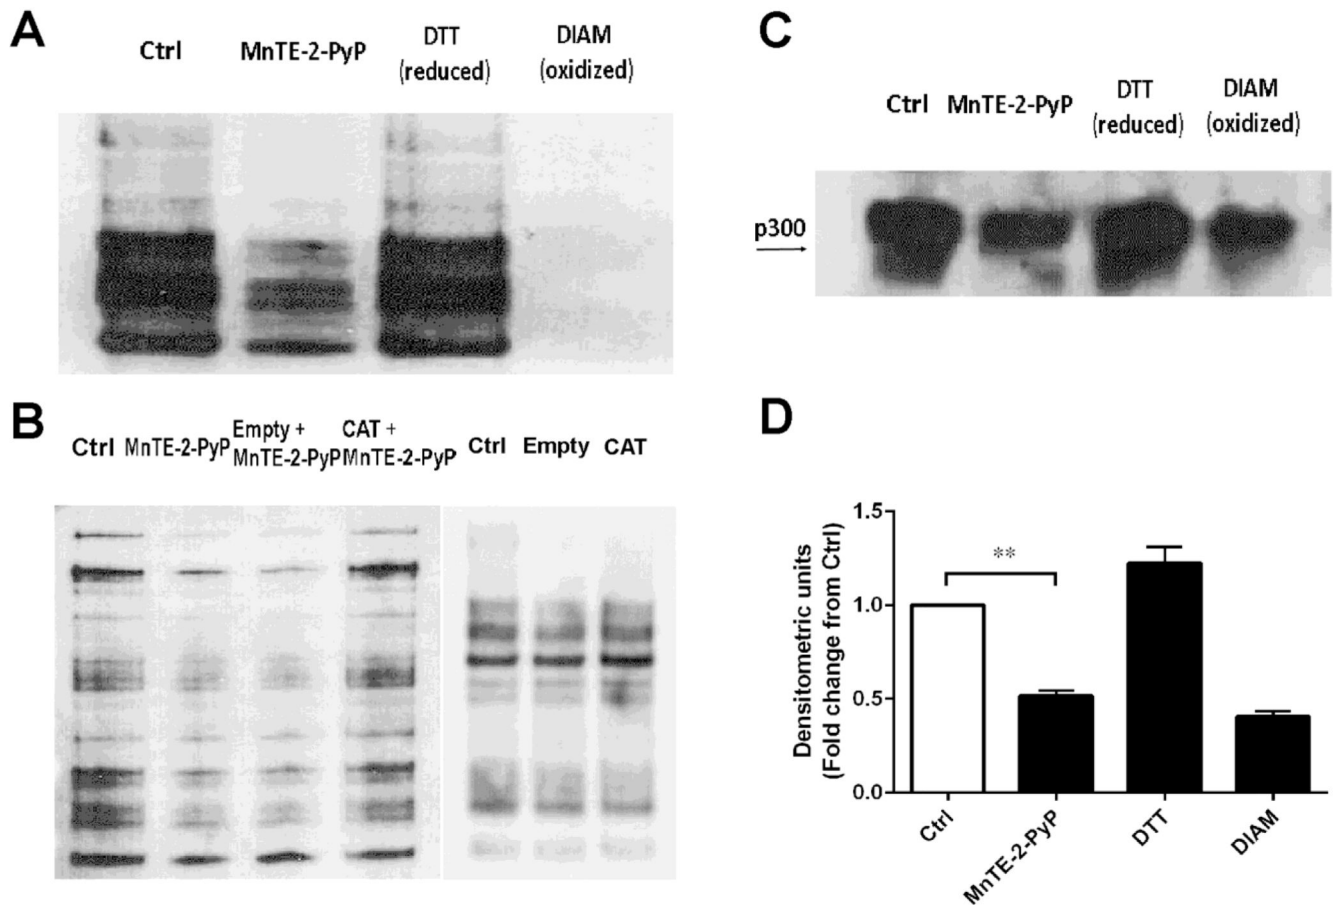 A
Ctrl MnTE-2-PyP DTT (reduced) DIAM (oxidized)
B
Ctrl MnTE-2-PyP Empty + MnTE-2-PyP CAT + MnTE-2-PyP Ctrl Empty CAT
C
Ctrl MnTE-2-PyP DTT (reduced) DIAM (oxidized)
p300
D
Densitometric units
(Fold change from Ctrl)
1.5
1.0
0.5
0.0
**
Ctrl
MnTE-2-PyP
DTT
DIAM